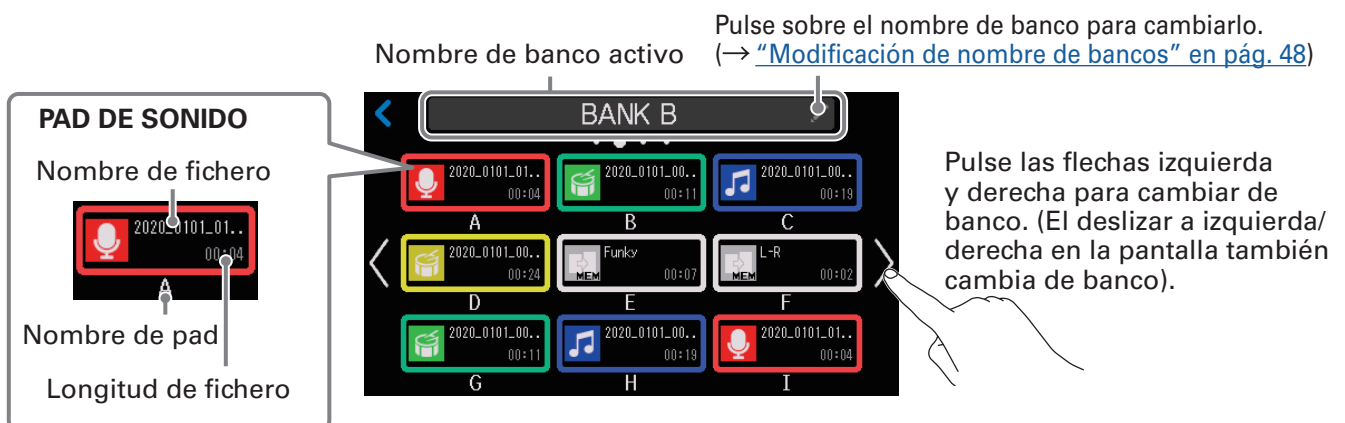 Pulse sobre el nombre de banco para cambiarlo.
(→ "Modificación de nombre de bancos" en pág. 48)
Nombre de banco activo
PAD DE SONIDO
Nombre de fichero
2020_0101_01..
00:04
A
Nombre de pad
Longitud de fichero
BANK B
2020_0101_01..
00:04
A
2020_0101_00..
00:11
B
2020_0101_00..
00:19
C
2020_0101_00..
00:24
D
MEM
Funky
00:07
E
MEM
L-R
00:02
F
2020_0101_00..
00:11
G
2020_0101_00..
00:19
H
2020_0101_01..
00:04
I
Pulse las flechas izquierda
y derecha para cambiar de
banco. (El deslizar a izquierda/
derecha en la pantalla también
cambia de banco).